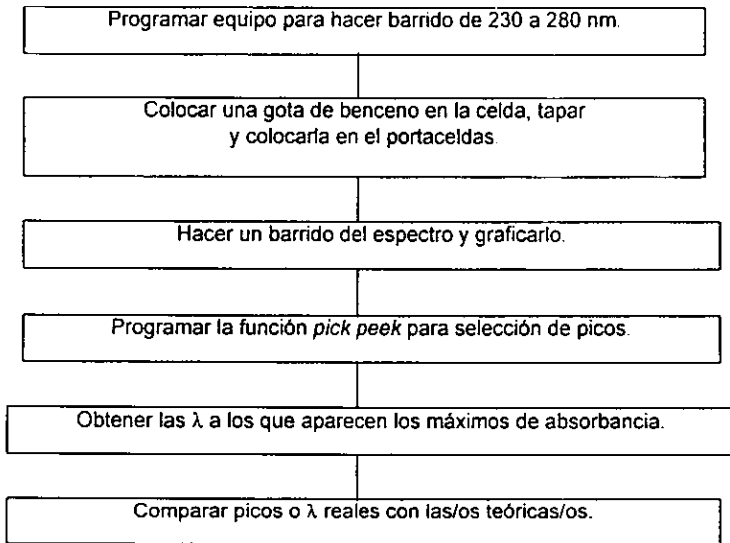 Programar equipo para hacer barrido de 230 a 280 nm.
Colocar una gota de benceno en la celda, tapar
y colocarla en el portaceldas.
Hacer un barrido del espectro y graficarlo.
Programar la función pick peek para selección de picos.
Obtener las λ a los que aparecen los máximos de absorbancia.
Comparar picos o λ reales con las/os teóricas/os.